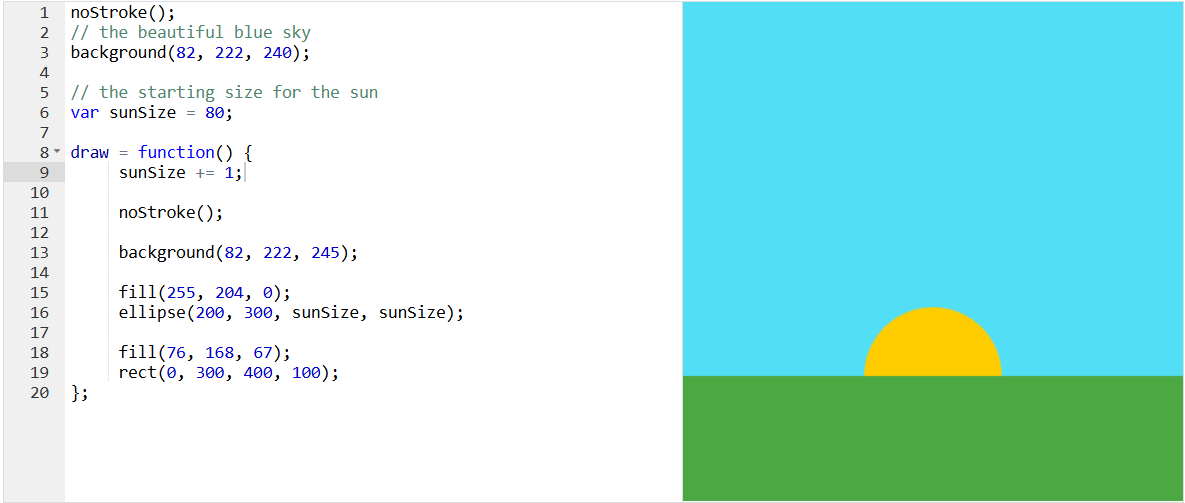 1 noStroke();
2 // the beautiful blue sky
3 background(82, 222, 240);
4
5 // the starting size for the sun
6 var sunSize = 80;
7
8 draw = function() {
9 sunSize += 1;
10
11 noStroke();
12
13 background(82, 222, 245);
14
15 fill(255, 204, 0);
16 ellipse(200, 300, sunSize, sunSize);
17
18 fill(76, 168, 67);
19 rect(0, 300, 400, 100);
20 };